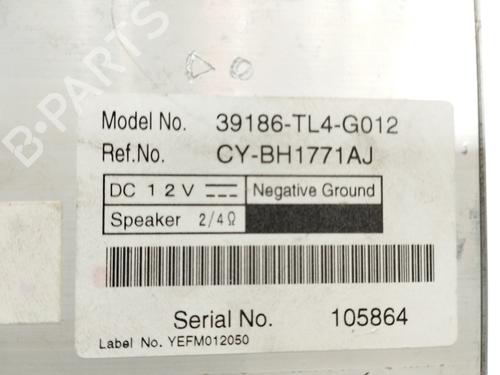 B-PARTS
Model No. 39186-TL4-G012
Ref.No. CY-BH1771AJ
DC 12V ⎓ Negative Ground
Speaker 2/4Ω
Serial No. 105864
Label No. YEFM012050